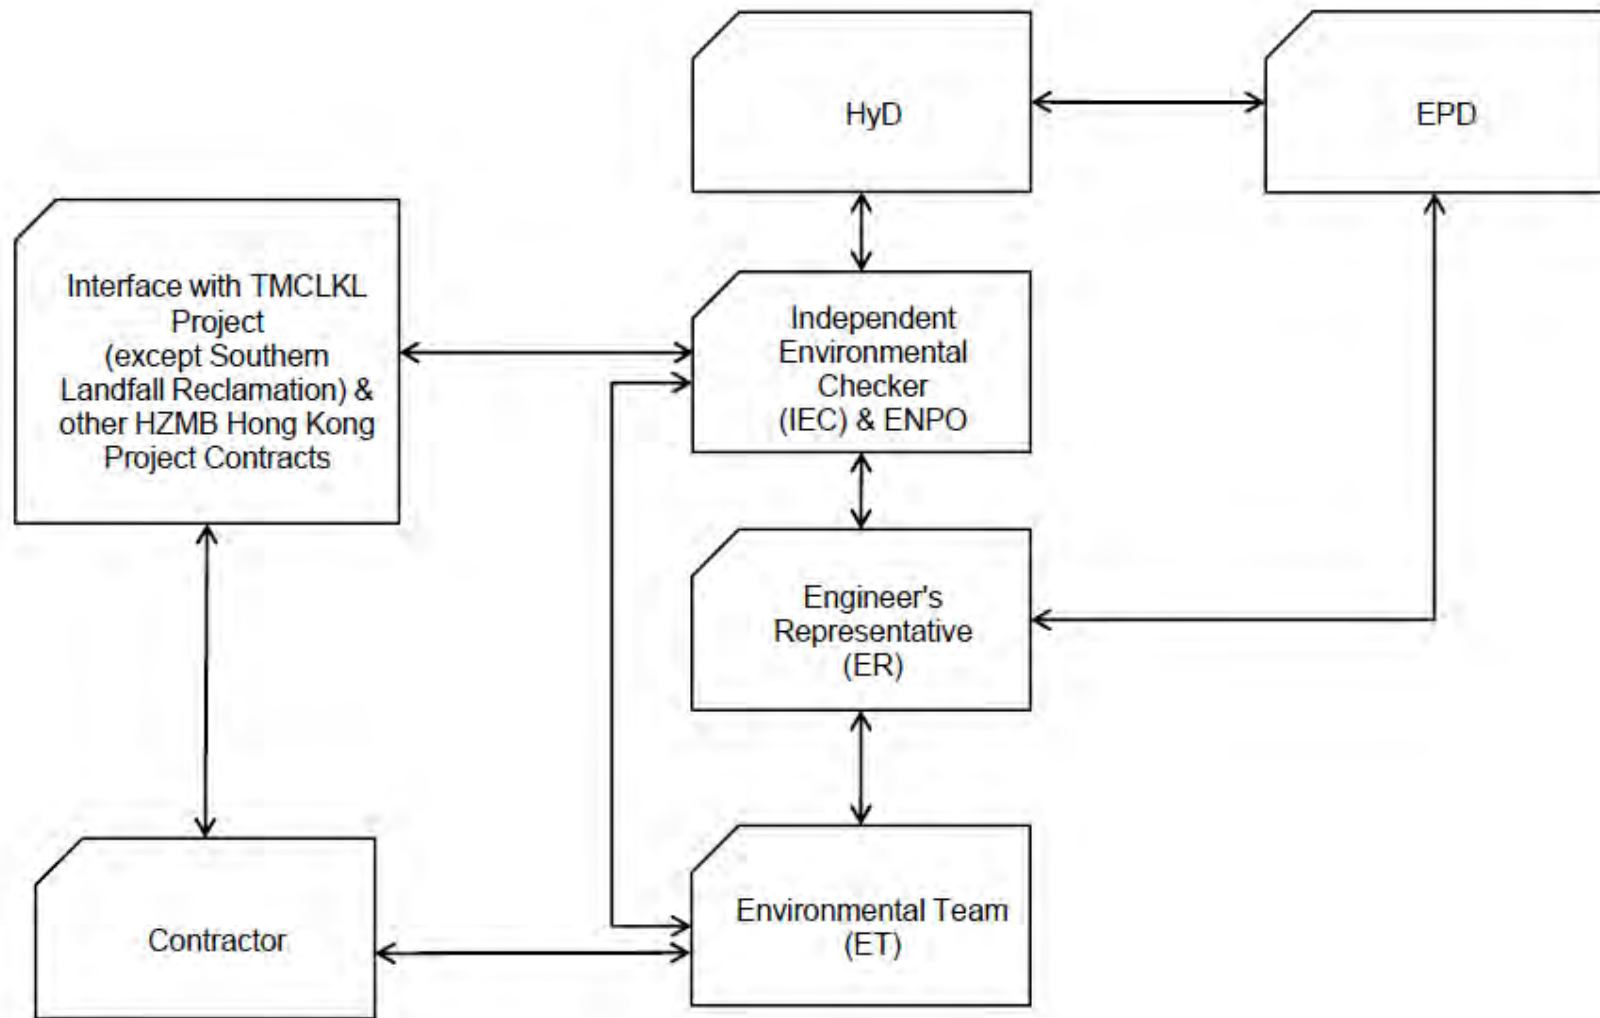 HyD
EPD
Interface with TMCLKL
Project
(except Southern
Landfall Reclamation) &
other HZMB Hong Kong
Project Contracts
Independent
Environmental
Checker
(IEC) & ENPO
Engineer's
Representative
(ER)
Contractor
Environmental Team
(ET)